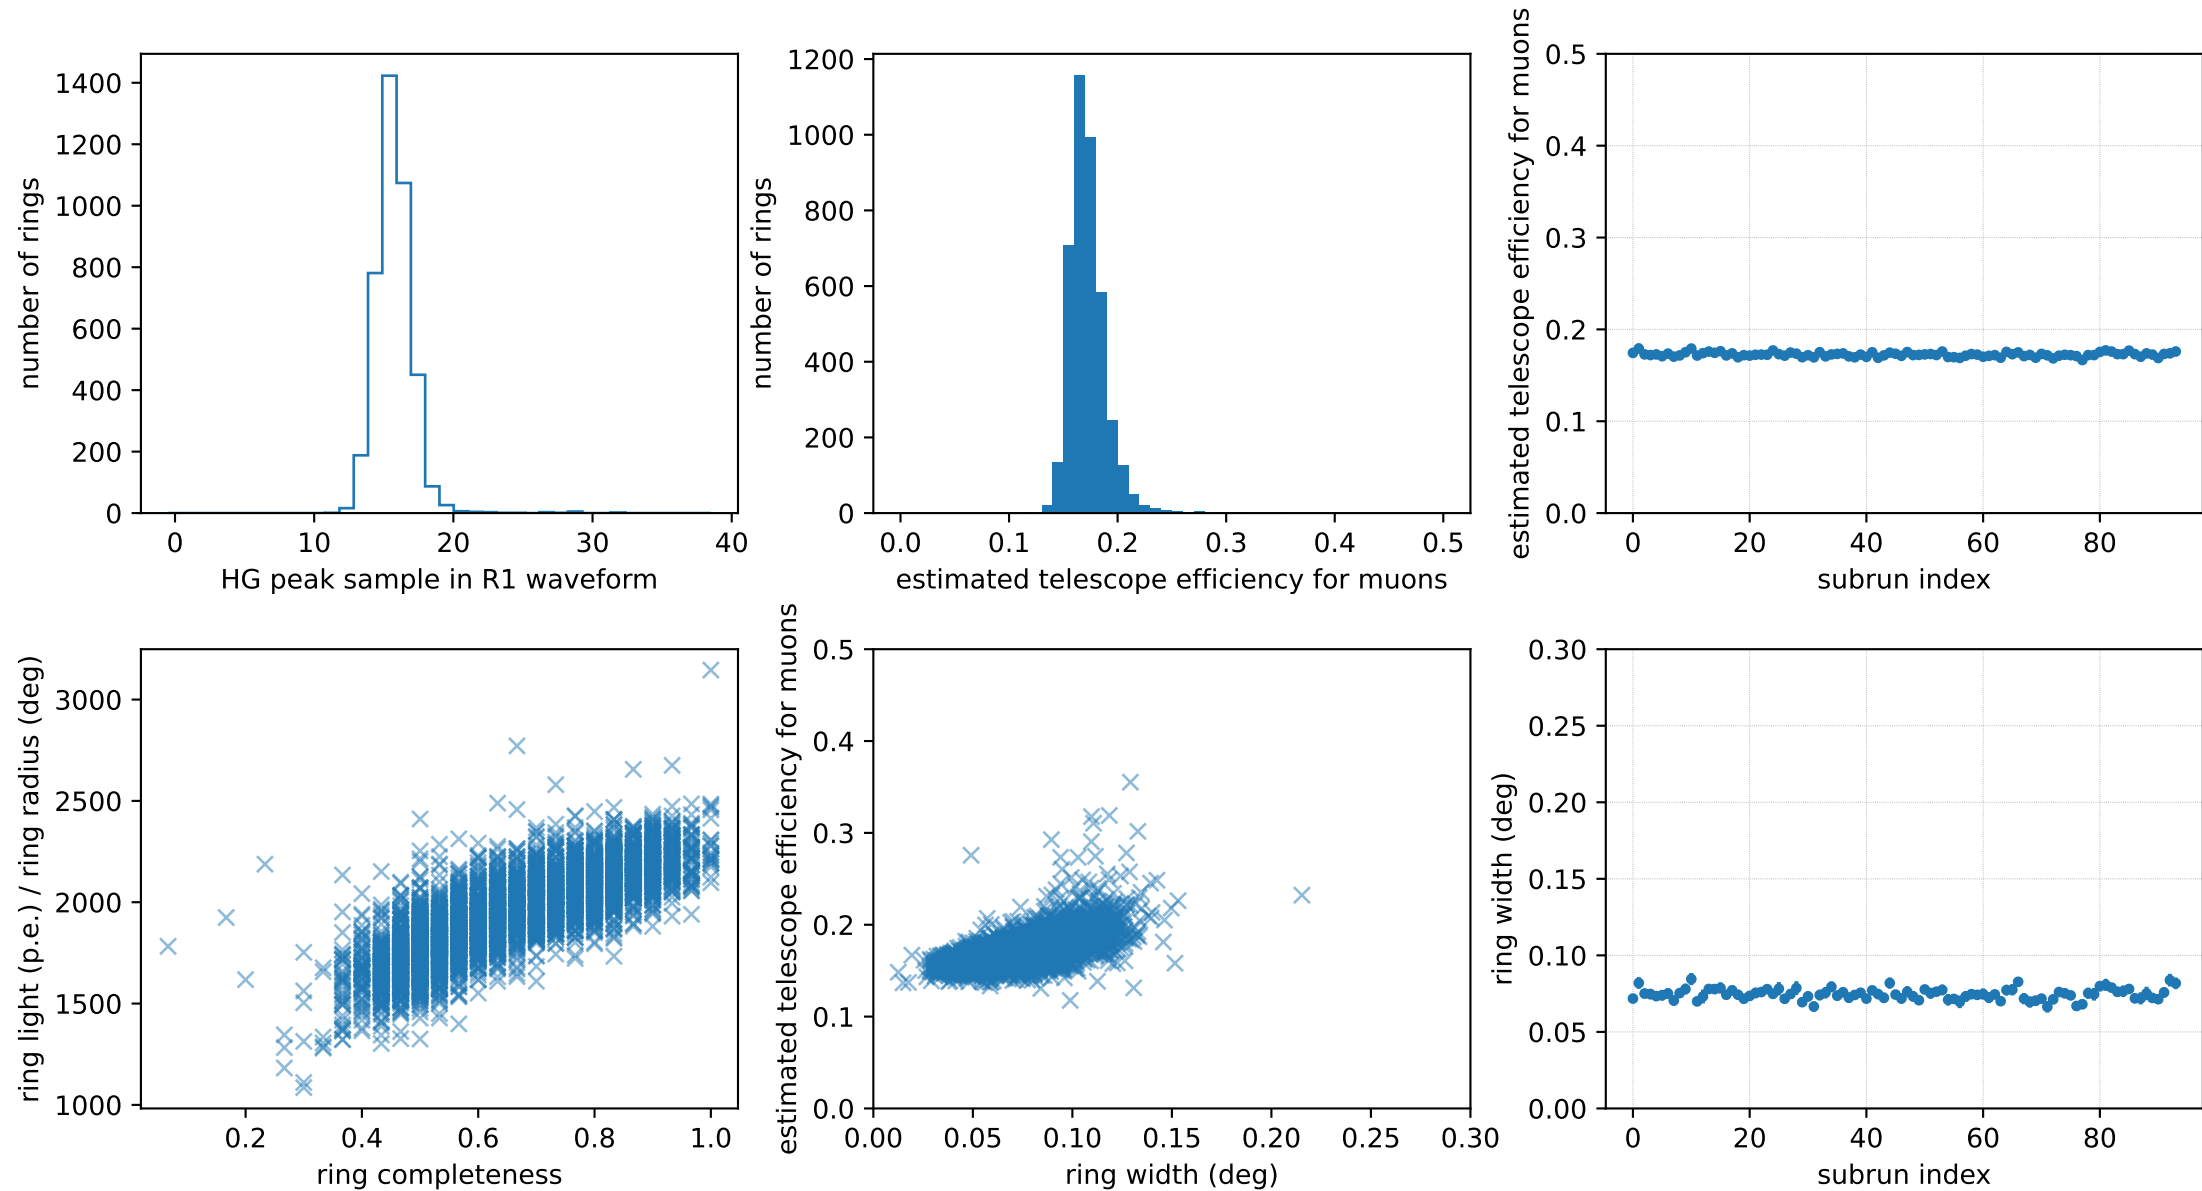 1400
1200
1000
800
600
400
200
0
0 10 20 30 40
number of rings
HG peak sample in R1 waveform
1200
1000
800
600
400
200
0
0.0 0.1 0.2 0.3 0.4 0.5
number of rings
estimated telescope efficiency for muons
0.5
0.4
0.3
0.2
0.1
0.0
0 20 40 60 80
estimated telescope efficiency for muons
subrun index
3000
2500
2000
1500
1000
0.2 0.4 0.6 0.8 1.0
ring light (p.e.) / ring radius (deg)
ring completeness
0.5
0.4
0.3
0.2
0.1
0.0
0.00 0.05 0.10 0.15 0.20 0.25 0.30
estimated telescope efficiency for muons
ring width (deg)
0.30
0.25
0.20
0.15
0.10
0.05
0.00
0 20 40 60 80
ring width (deg)
subrun index